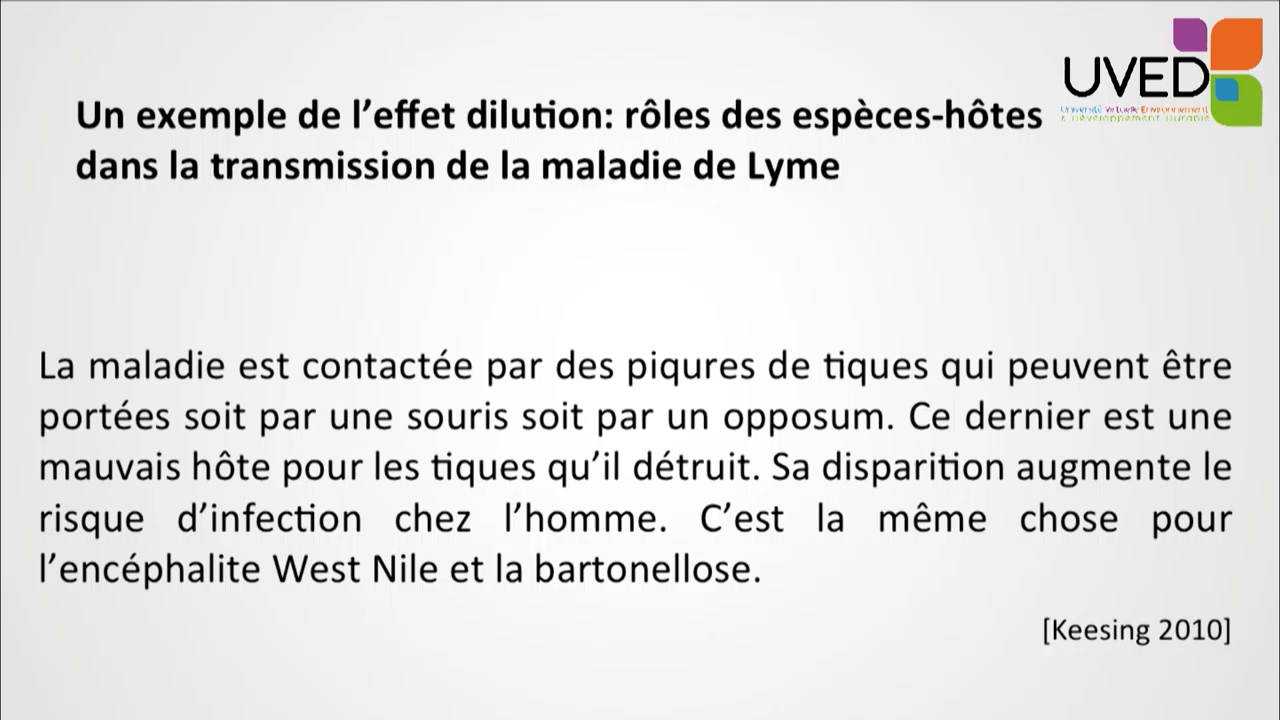 UVED
Université Virtuelle Environnement
& Développement Durable
Un exemple de l’effet dilution: rôles des espèces-hôtes
dans la transmission de la maladie de Lyme
La maladie est contactée par des piqures de tiques qui peuvent être
portées soit par une souris soit par un opposum. Ce dernier est une
mauvais hôte pour les tiques qu’il détruit. Sa disparition augmente le
risque d’infection chez l’homme. C’est la même chose pour
l’encéphalite West Nile et la bartonellose.
[Keesing 2010]